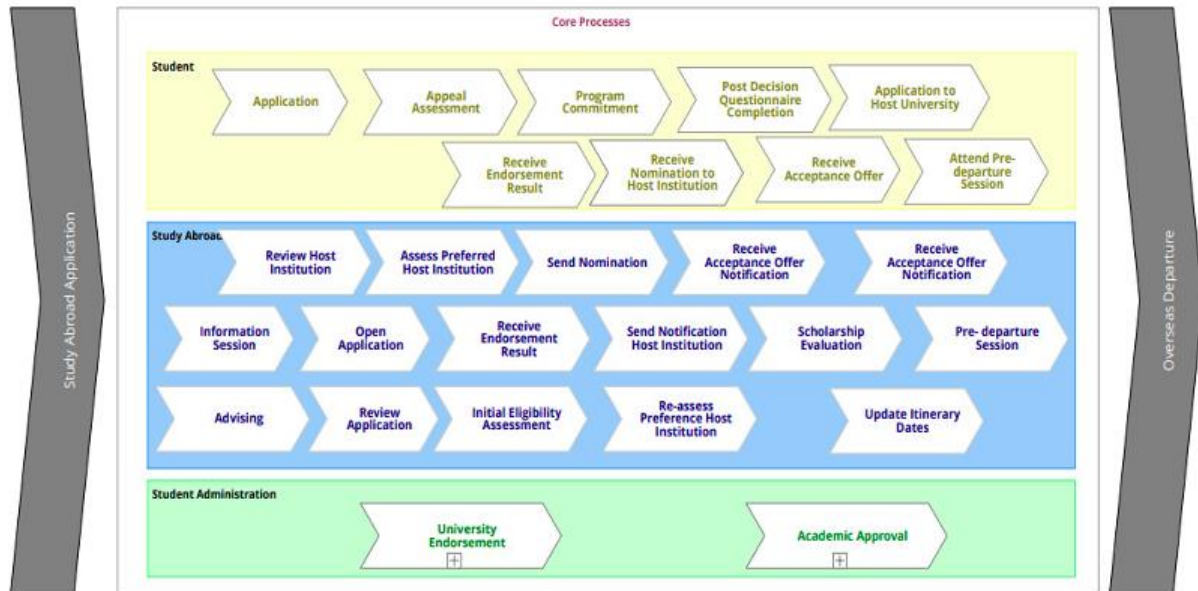 Core Processes
Study Abroad Application
Student
Application
Appeal
Assessment
Program
Commitment
Post Decision
Questionnaire
Completion
Application to
Host University
Receive
Endorsement
Result
Receive
Nomination to
Host Institution
Receive
Acceptance Offer
Attend Pre-
departure
Session
Study Abroad
Review Host
Institution
Assess Preferred
Host Institution
Send Nomination
Receive
Acceptance Offer
Notification
Receive
Acceptance Offer
Notification
Information
Session
Open
Application
Receive
Endorsement
Result
Send Notification
Host Institution
Scholarship
Evaluation
Pre- departure
Session
Advising
Review
Application
Initial Eligibility
Assessment
Re-assess
Preference Host
Institution
Update Itinerary
Dates
Student Administration
University
Endorsement
Academic Approval
Overseas Departure